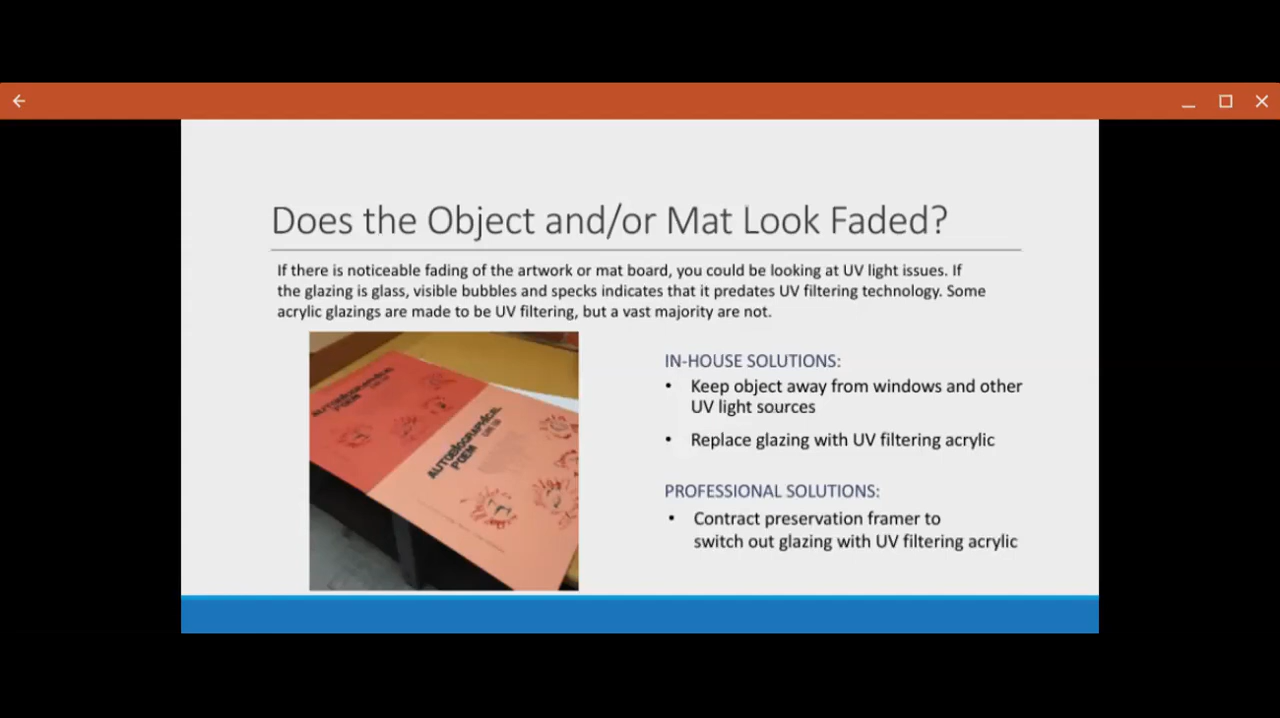 Does the Object and/or Mat Look Faded?
If there is noticeable fading of the artwork or mat board, you could be looking at UV light issues. If
the glazing is glass, visible bubbles and specks indicates that it predates UV filtering technology. Some
acrylic glazings are made to be UV filtering, but a vast majority are not.
IN-HOUSE SOLUTIONS:
• Keep object away from windows and other
UV light sources
• Replace glazing with UV filtering acrylic
PROFESSIONAL SOLUTIONS:
• Contract preservation framer to
switch out glazing with UV filtering acrylic
AUTOBIOGRAPHICAL
POEM
AUTOBIOGRAPHICAL
POEM